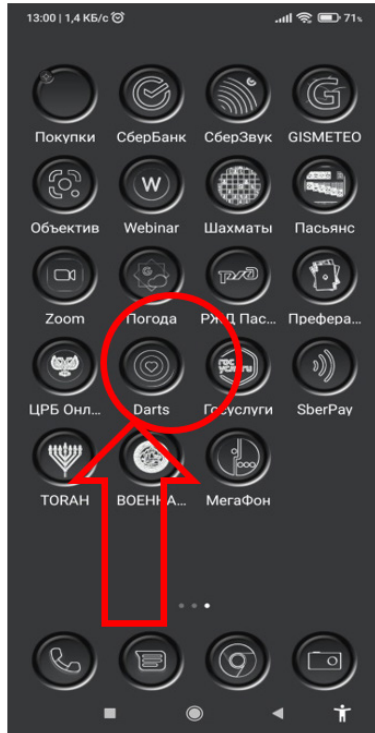 13:00 | 1,4 КБ/с 71%
Покупки СберБанк СберЗвук GISMETEO
Объектив Webinar Шахматы Пасьянс
Zoom Погода РЖД Пас... Префера...
ЦРБ Онл... Darts Госуслуги SberPay
TORAH ВОЕННА... МегаФон